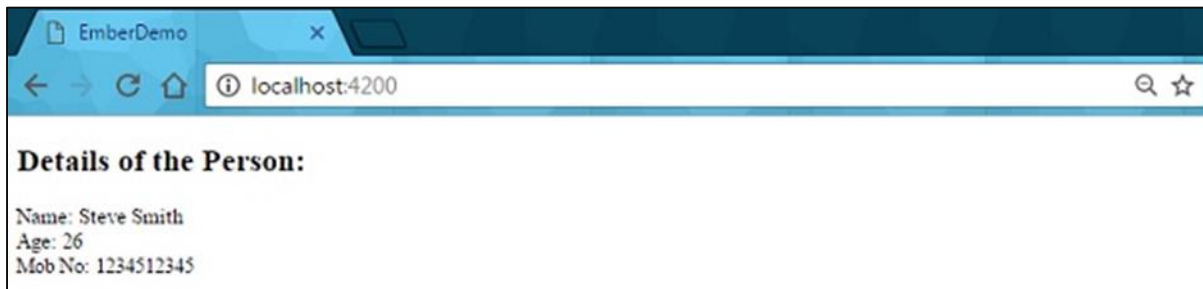 EmberDemo
localhost:4200
Details of the Person:
Name: Steve Smith
Age: 26
Mob No: 1234512345